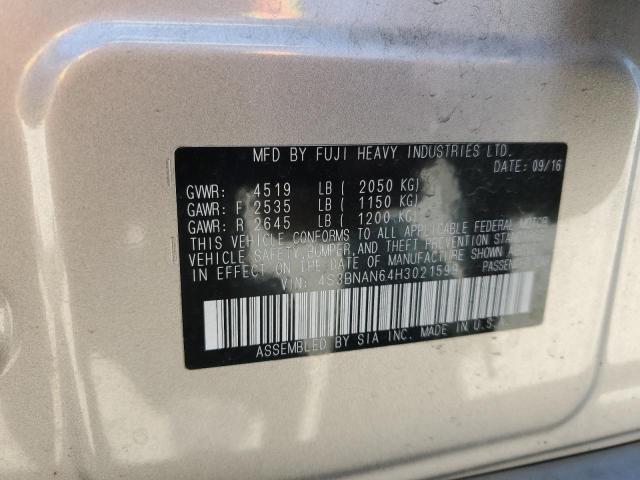 MFD BY FUJI HEAVY INDUSTRIES LTD.
DATE: 09/16
GVWR: 4519 LB ( 2050 KG)
GAWR: F 2535 LB ( 1150 KG)
GAWR: R 2645 LB ( 1200 KG)
THIS VEHICLE CONFORMS TO ALL APPLICABLE FEDERAL MOTOR
VEHICLE SAFETY, BUMPER, AND THEFT PREVENTION STANDARDS
IN EFFECT ON THE DATE OF MANUFACTURE SHOWN
VIN: 4S3BNAN64H3021599 PASSENGER
ASSEMBLED BY SIA INC. MADE IN U.S.A.